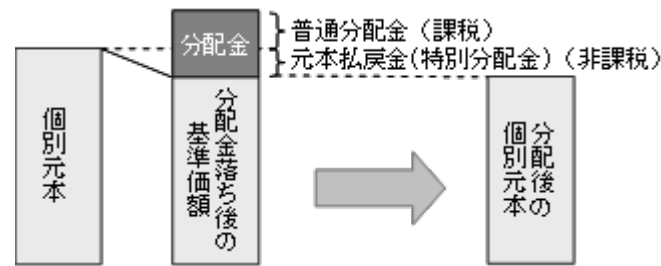 分配金
普通分配金（課税）
元本払戻金(特別分配金)（非課税）
個別元本
分配金落ち後の
基準価額
分配後の
個別元本